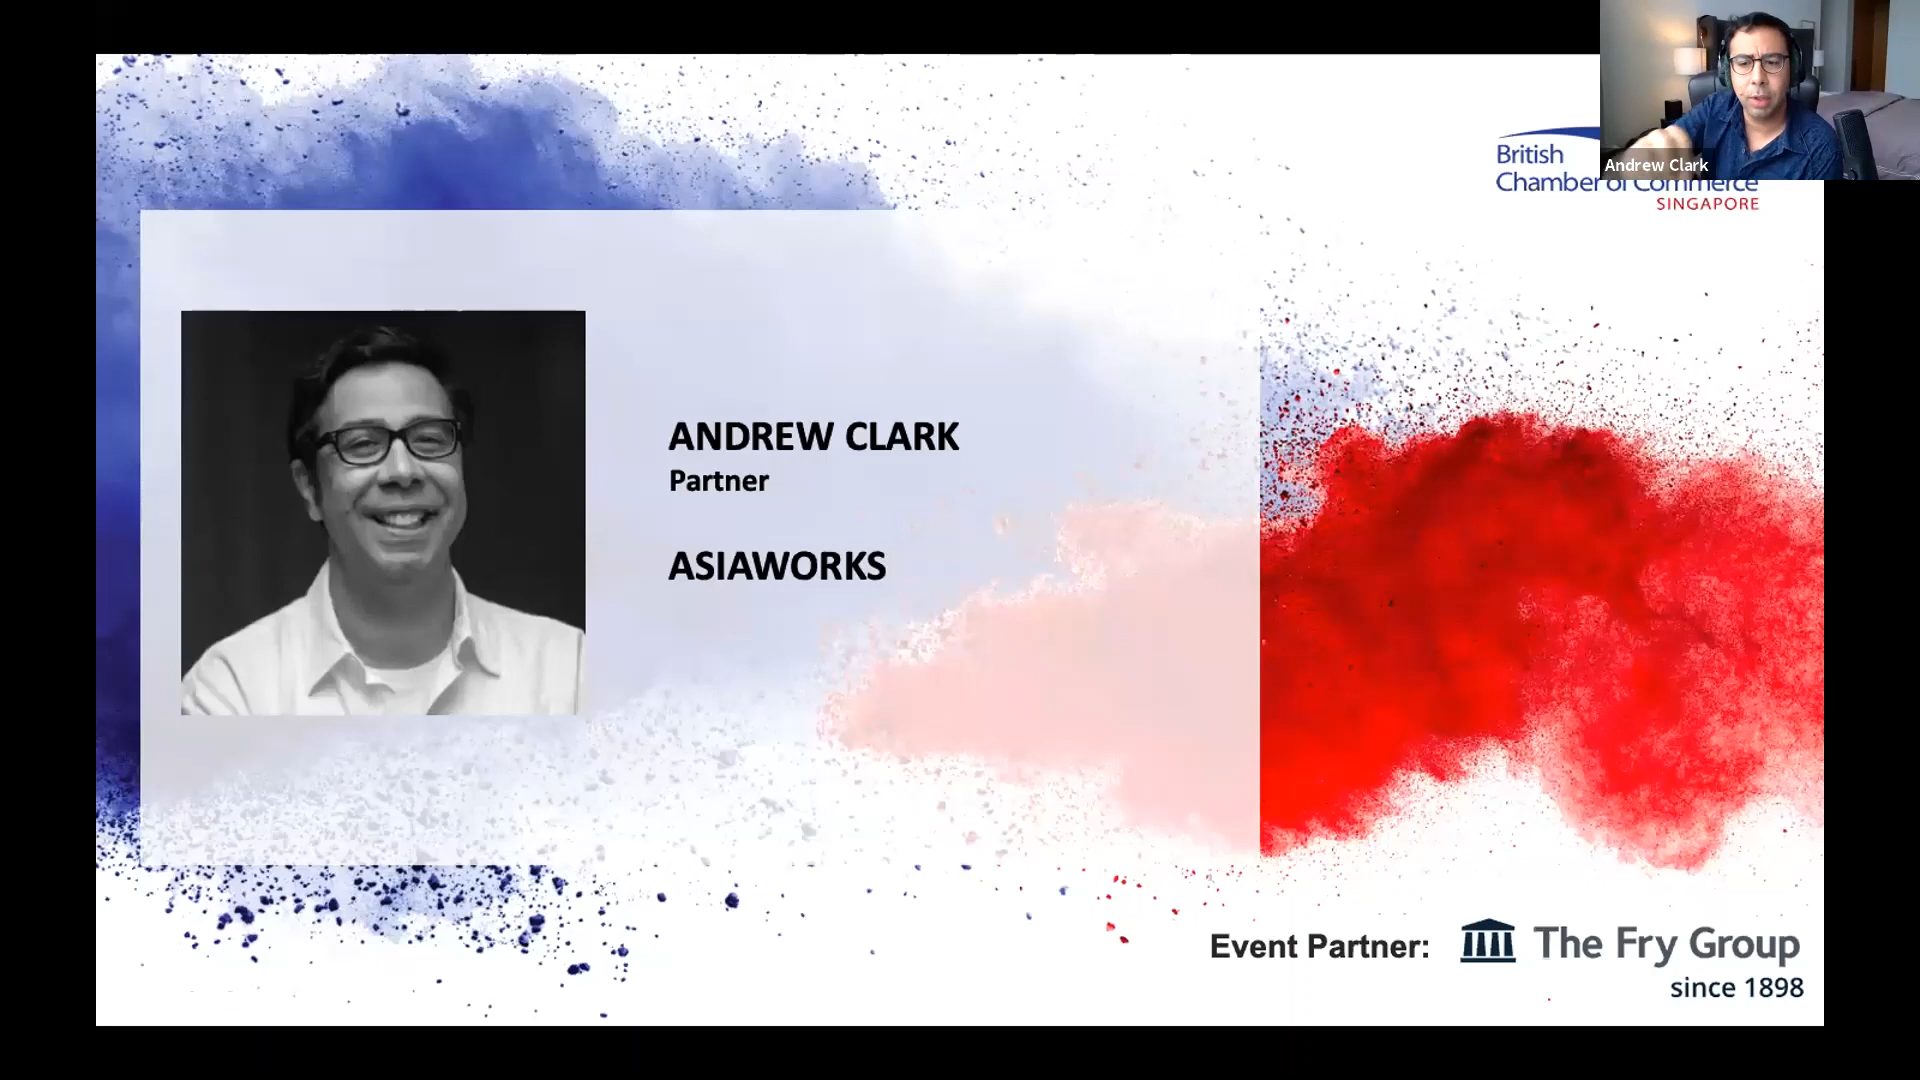 Andrew Clark
British
Chamber of Commerce
SINGAPORE
ANDREW CLARK
Partner
ASIAWORKS
Event Partner:
The Fry Group
since 1898